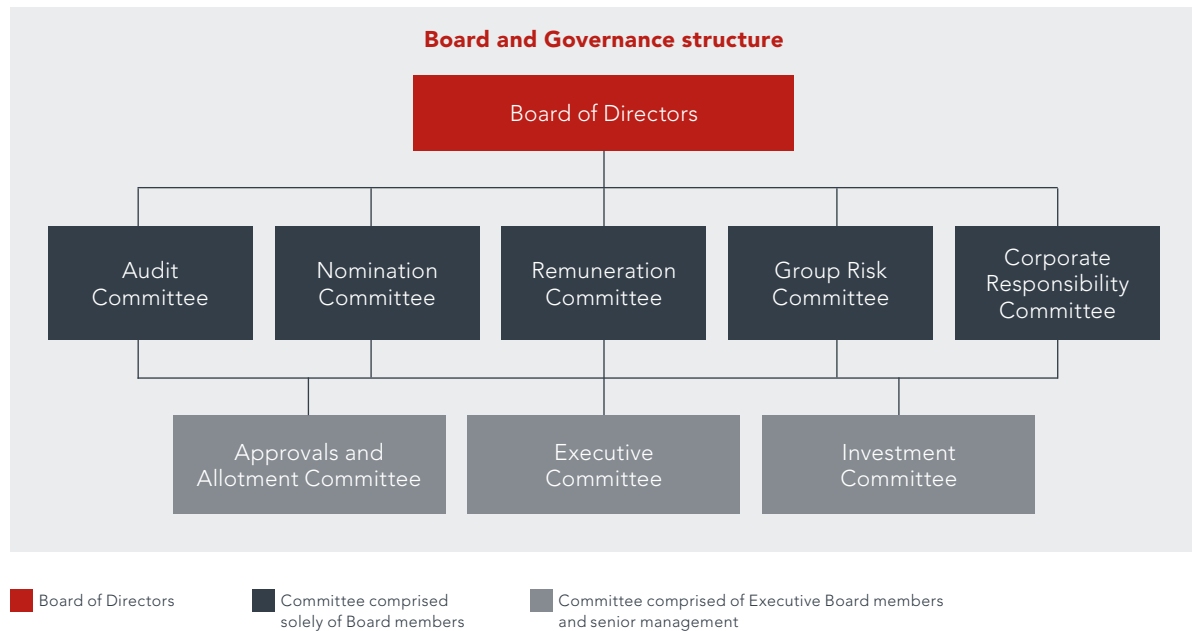 Board and Governance structure
Board of Directors
Audit
Committee
Nomination
Committee
Remuneration
Committee
Group Risk
Committee
Corporate
Responsibility
Committee
Approvals and
Allotment Committee
Executive
Committee
Investment
Committee
Board of Directors
Committee comprised
solely of Board members
Committee comprised of Executive Board members
and senior management